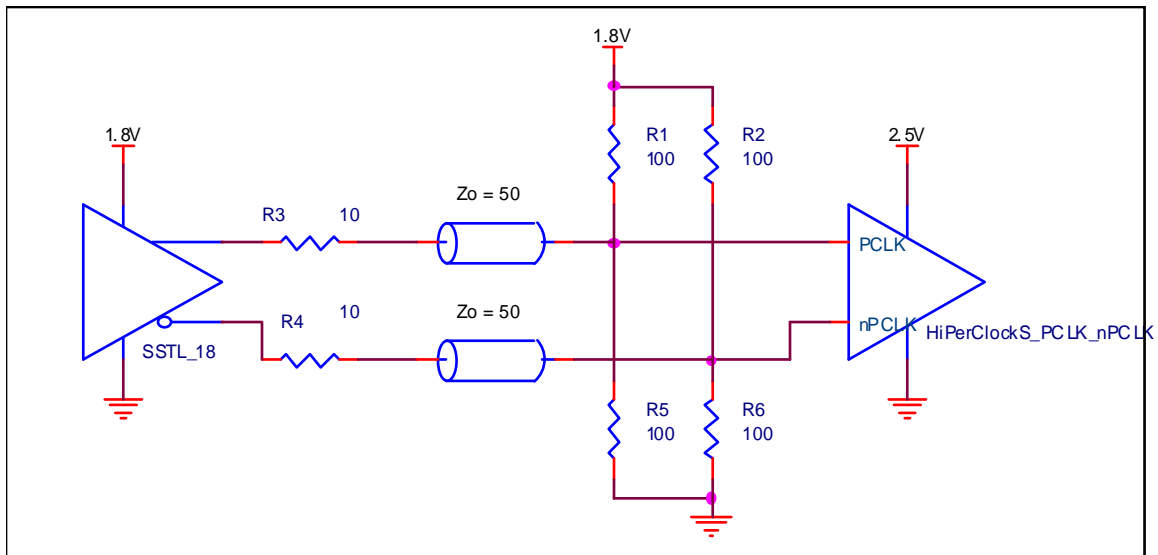 1.8V
1.8V
R1
100
R2
100
2.5V
R3
10
Zo = 50
PCLK
R4
10
Zo = 50
nPCLK
SSTL_18
HiPerClockS_PCLK_nPCLK
R5
100
R6
100